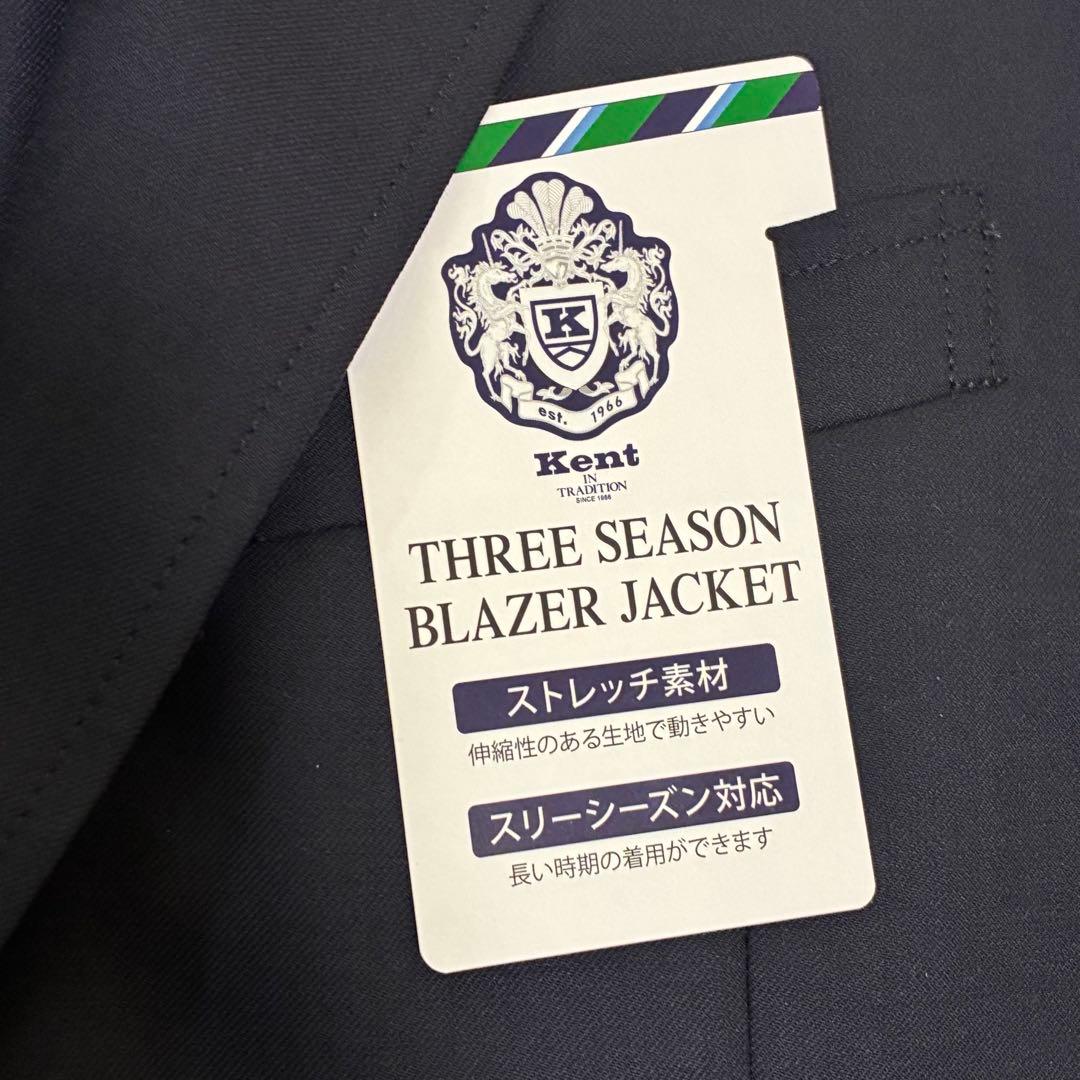 K
est. 1966
Kent
IN
TRADITION
SINCE 1966
THREE SEASON
BLAZER JACKET
ストレッチ素材
伸縮性のある生地で動きやすい
スリーシーズン対応
長い時期の着用ができます